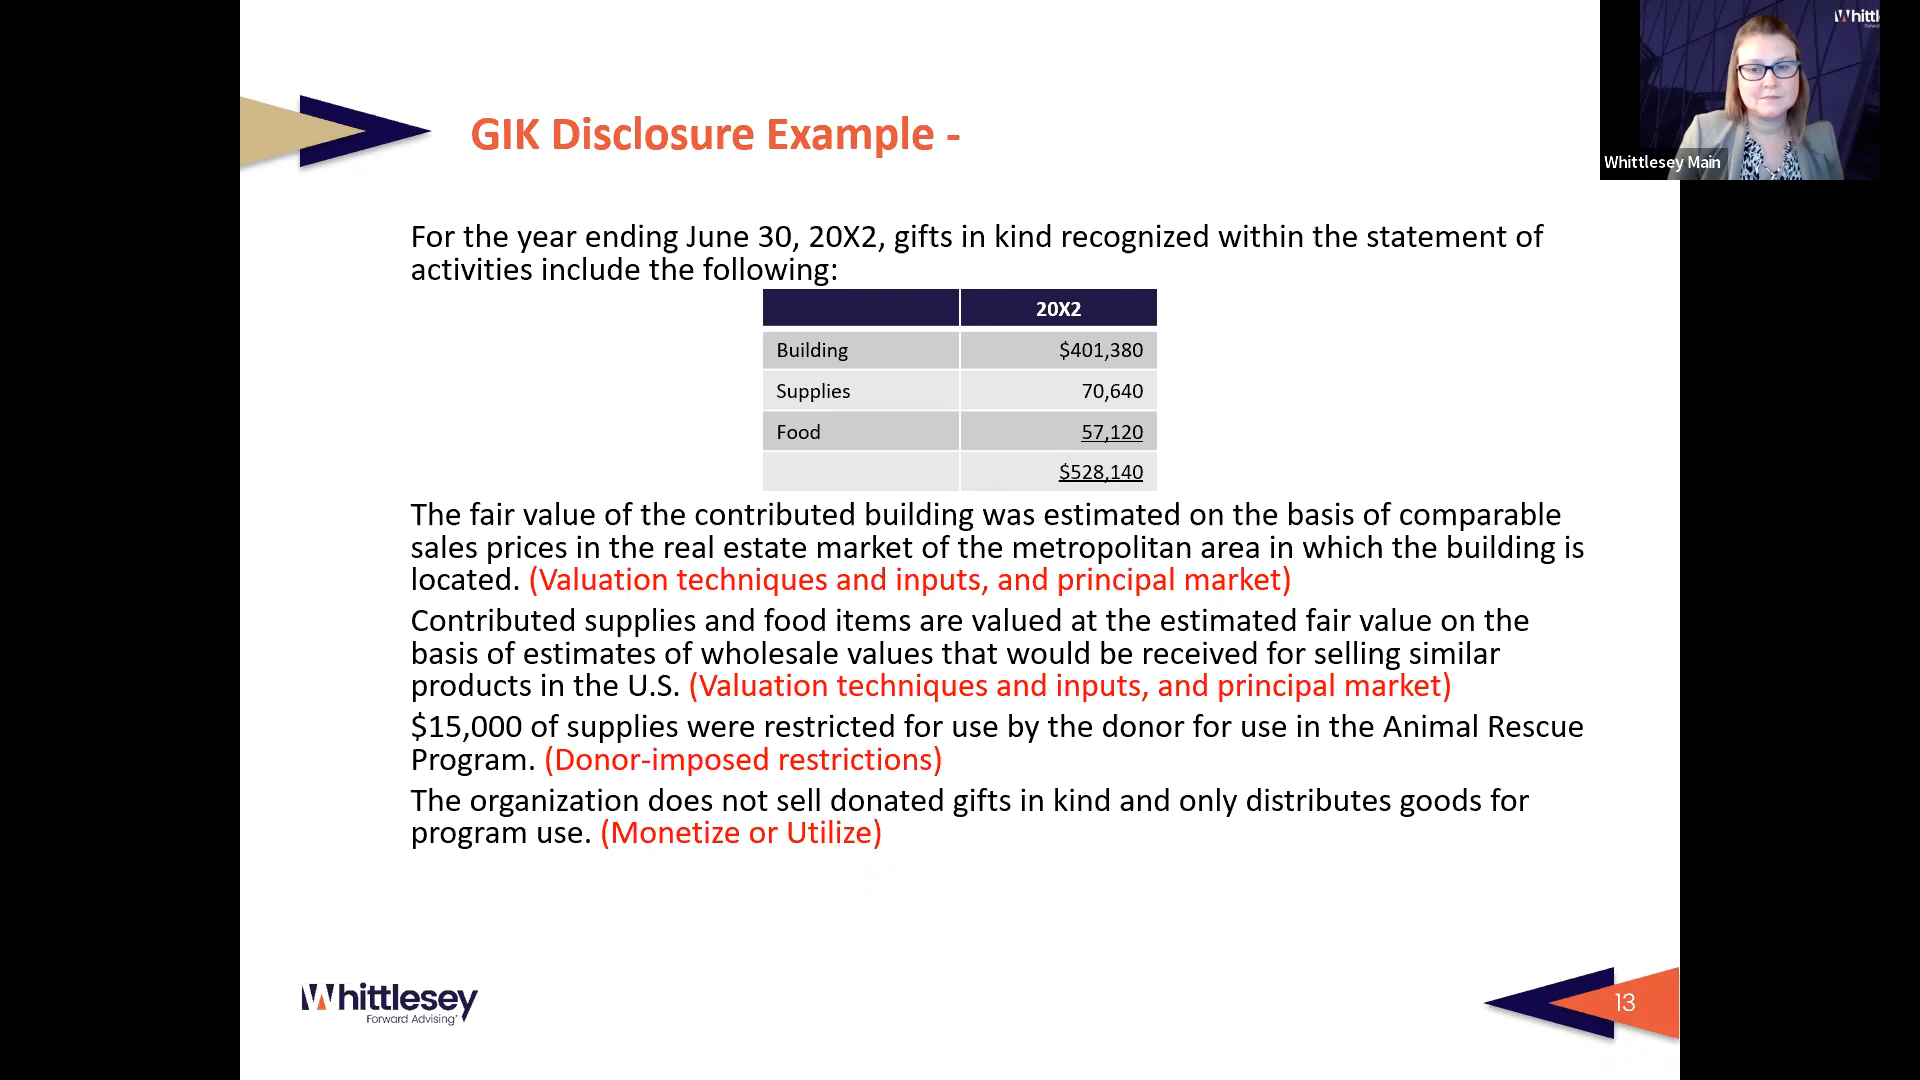 Whittl
GIK Disclosure Example -
Whittlesey Main
For the year ending June 30, 20X2, gifts in kind recognized within the statement of
activities include the following:
20X2
Building $401,380
Supplies 70,640
Food 57,120
$528,140
The fair value of the contributed building was estimated on the basis of comparable
sales prices in the real estate market of the metropolitan area in which the building is
located. (Valuation techniques and inputs, and principal market)
Contributed supplies and food items are valued at the estimated fair value on the
basis of estimates of wholesale values that would be received for selling similar
products in the U.S. (Valuation techniques and inputs, and principal market)
$15,000 of supplies were restricted for use by the donor for use in the Animal Rescue
Program. (Donor-imposed restrictions)
The organization does not sell donated gifts in kind and only distributes goods for
program use. (Monetize or Utilize)
Whittlesey
Forward Advising
13